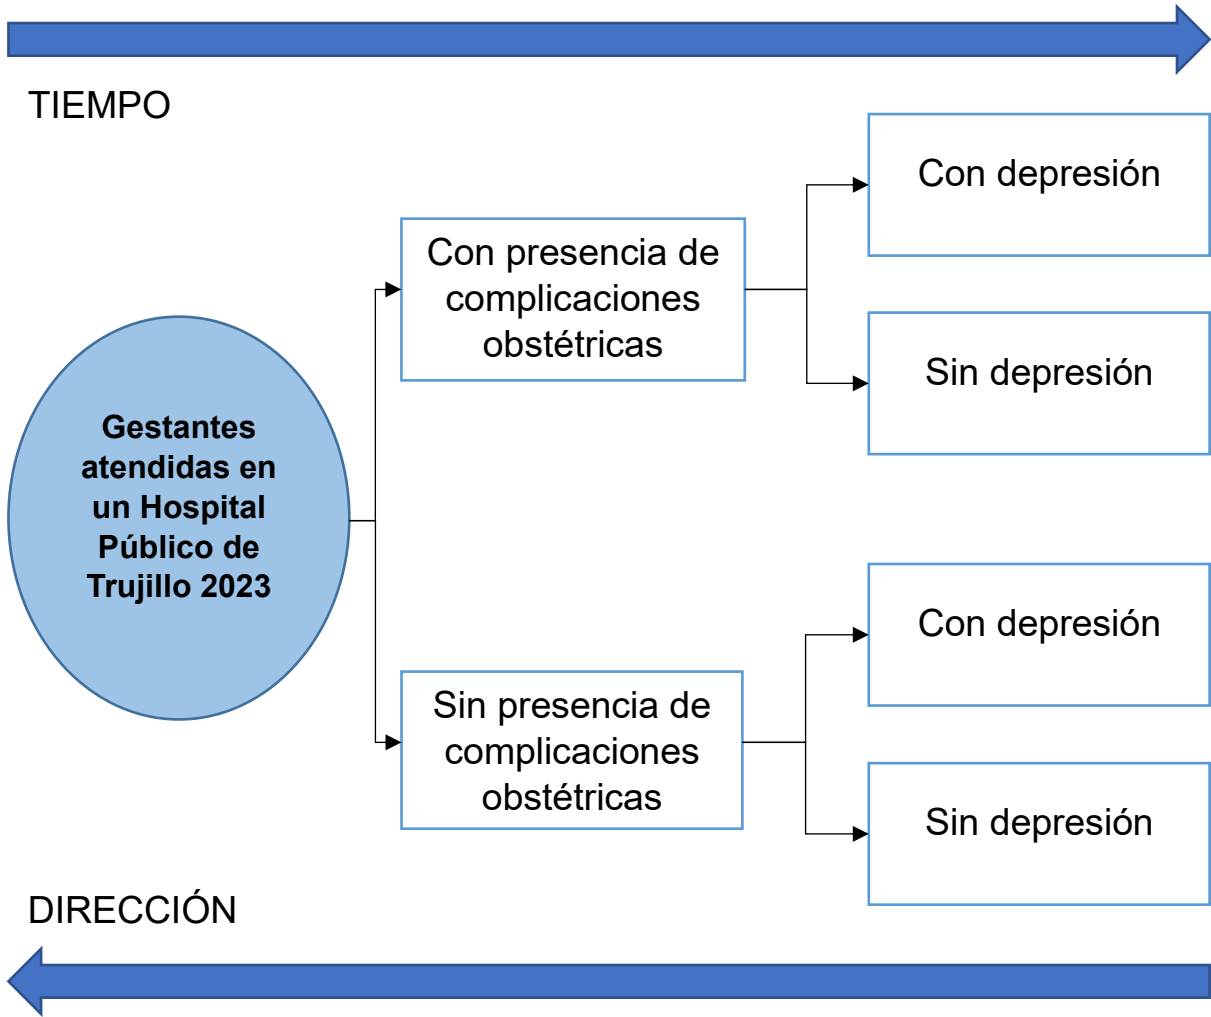 TIEMPO
Con depresión
Con presencia de
complicaciones
obstétricas
Sin depresión
Gestantes
atendidas en
un Hospital
Público de
Trujillo 2023
Con depresión
Sin presencia de
complicaciones
obstétricas
Sin depresión
DIRECCIÓN